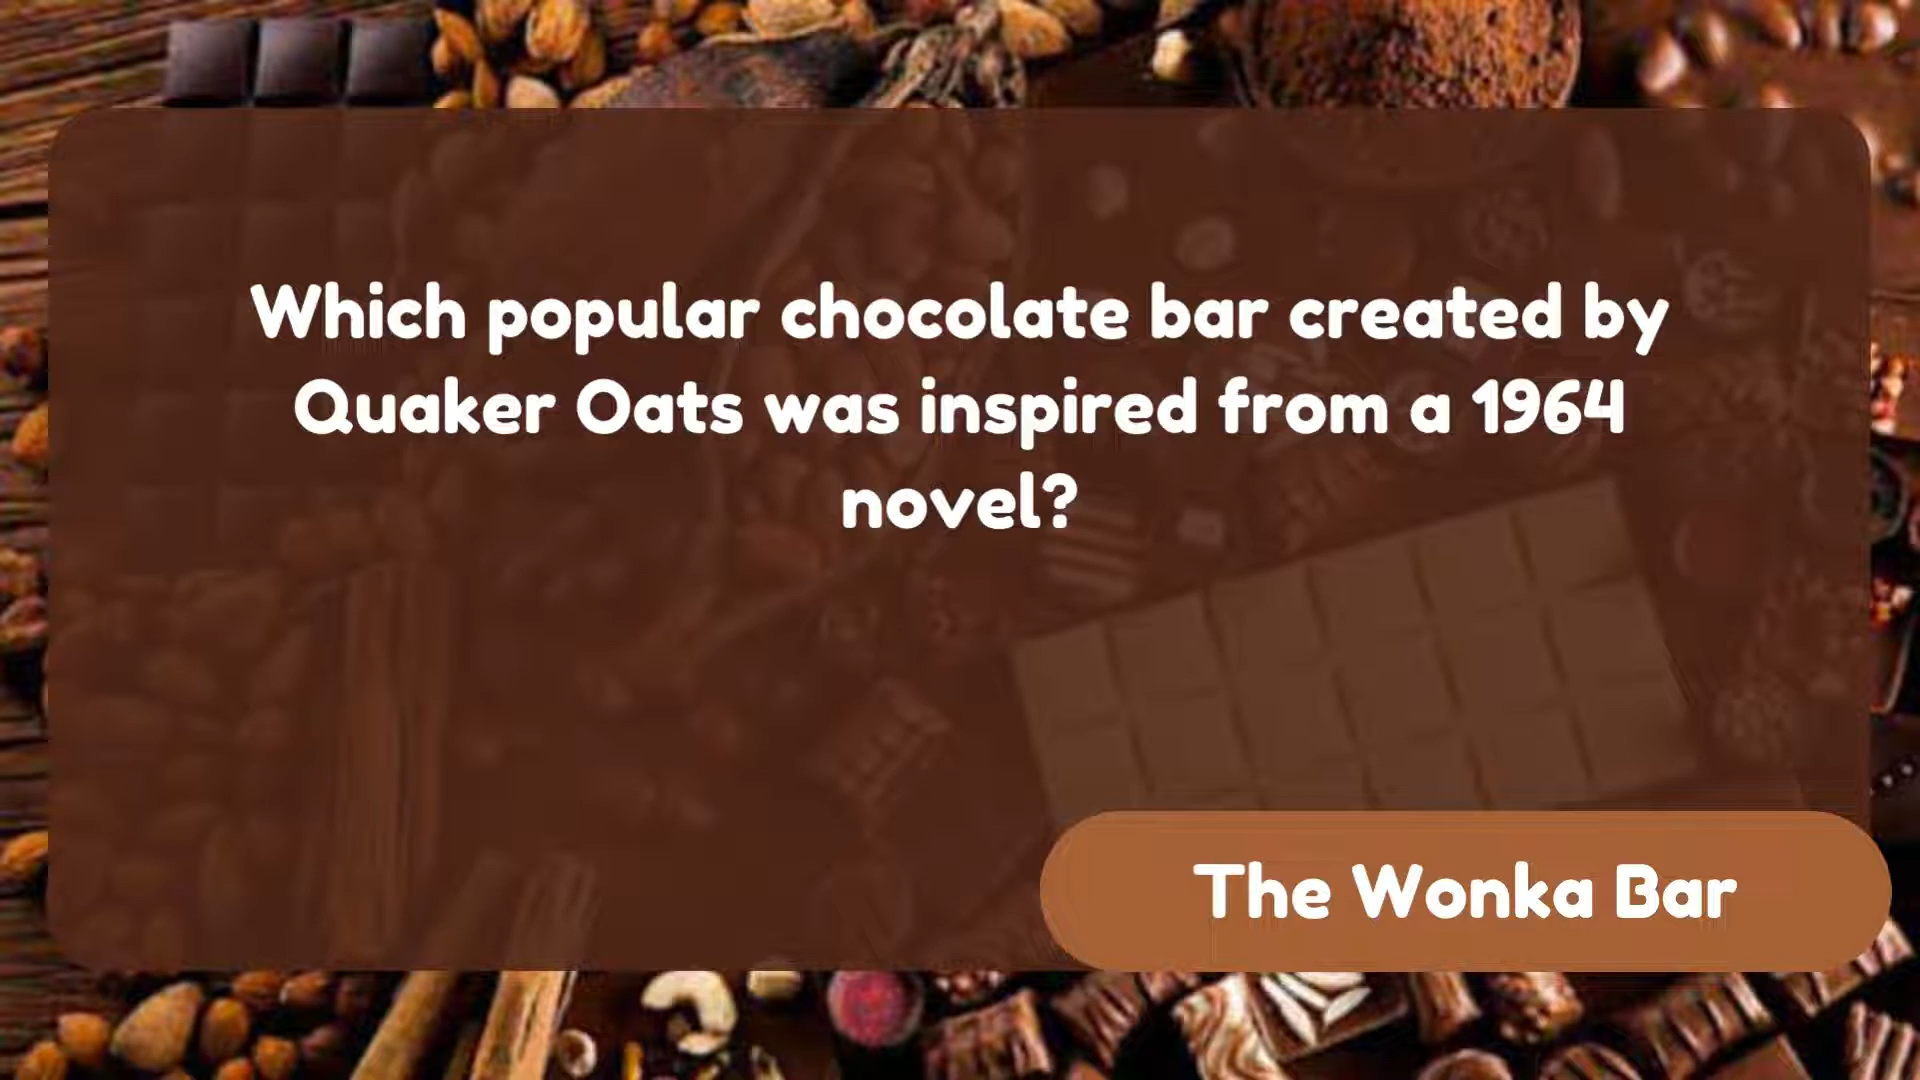 Which popular chocolate bar created by
Quaker Oats was inspired from a 1964
novel?
The Wonka Bar